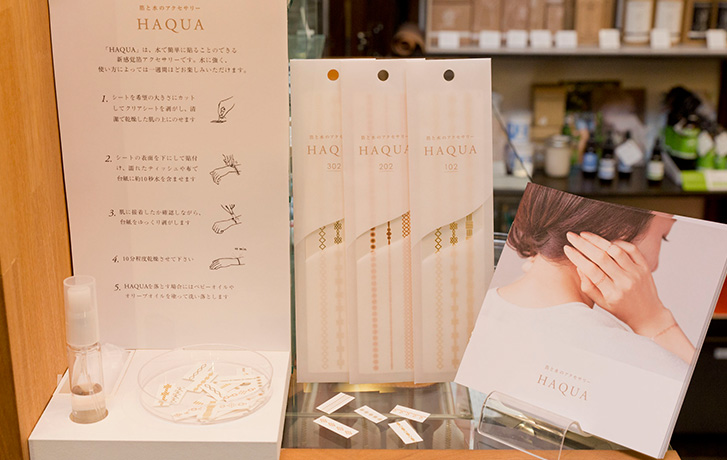 箔と水のアクセサリー
HAQUA
「HAQUA」は、水で簡単に貼ることのできる
新感覚箔アクセサリーです。水に強く、
使い方によっては一週間ほどお楽しみいただけます。
1. シートを希望の大きさにカット
してクリアシートを剥がし、清
潔で乾燥した肌の上にのせます
2. シートの表面を下にして貼付
け、濡れたティッシュや布で
台紙に約10秒水を含ませます
3. 肌に接着したか確認しながら、
台紙をゆっくり剥がします
4. 10分程度乾燥させて下さい
5. HAQUAを落とす場合にはベビーオイルや
オリーブオイルを塗って洗い落とします
箔と水のアクセサリー
HAQUA
302
箔と水のアクセサリー
HAQUA
202
箔と水のアクセサリー
HAQUA
102
箔と水のアクセサリー
HAQUA